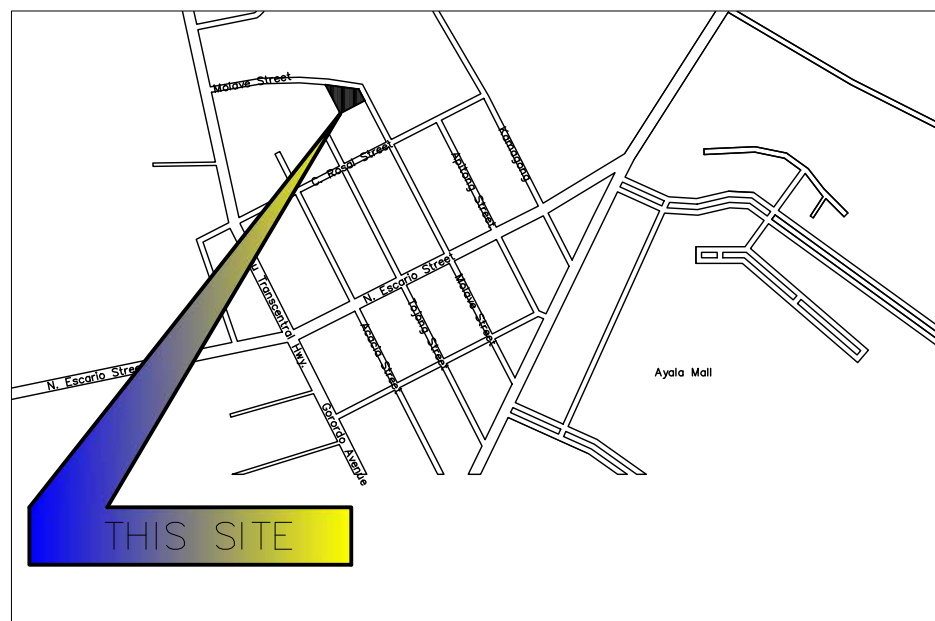 Molave Street
C. Rosal Street
Kamagong
Apitong Street
u Transcentral Hwy.
N. Escario Street
Molave Street
Tojong Street
Acacia Street
N. Escario Street
Ayala Mall
Gorordo Avenue
THIS SITE